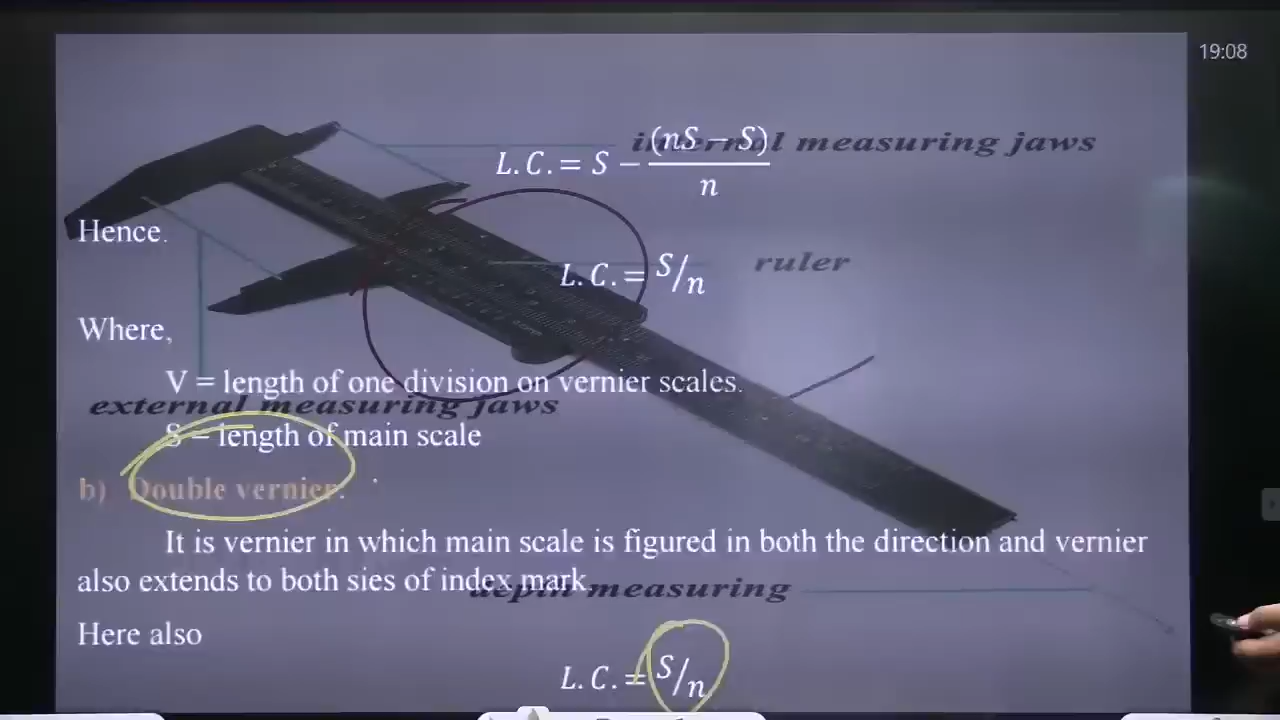 19:08
internal measuring jaws
L.C. = S − (nS − S)/n
Hence.
L.C. = S/n
ruler
Where,
V = length of one division on vernier scales.
external measuring jaws
S = length of main scale
b) Double vernier.
It is vernier in which main scale is figured in both the direction and vernier
also extends to both sies of index mark.
depth measuring
Here also
L.C. = S/n